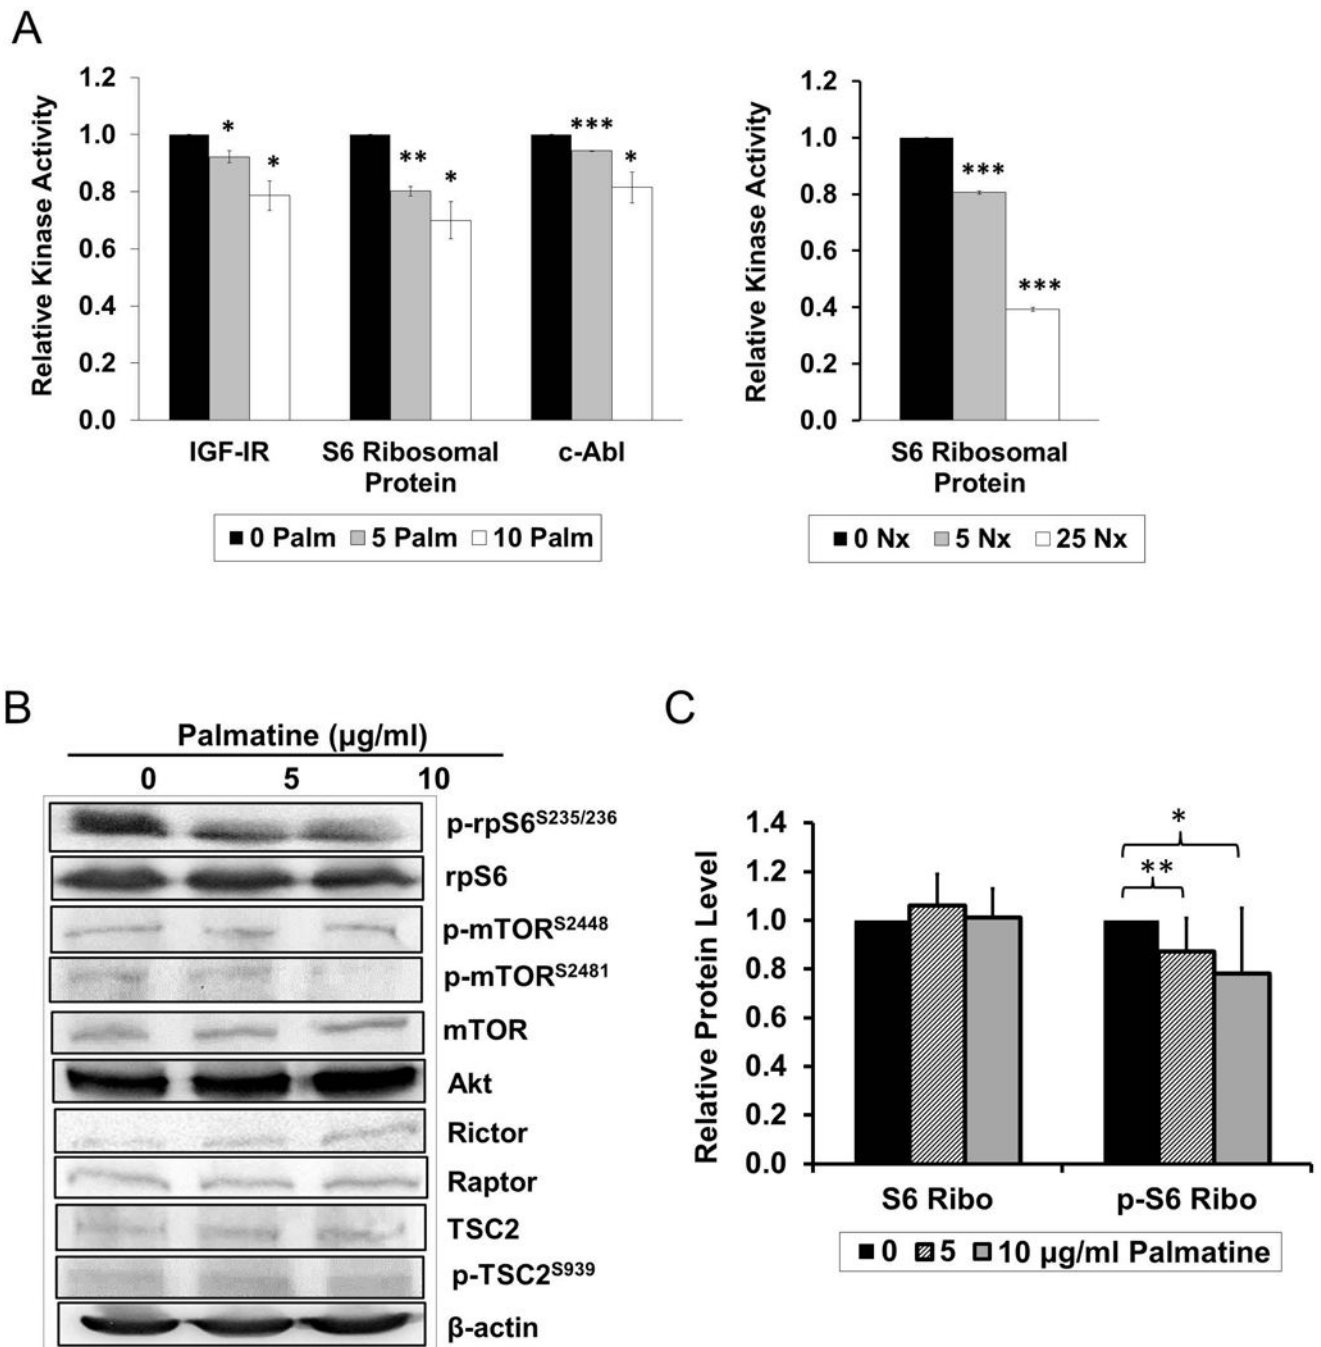 A
Relative Kinase Activity
1.2
1.0
0.8
0.6
0.4
0.2
0.0
* * ** * *** *
IGF-IR S6 Ribosomal Protein c-Abl
0 Palm 5 Palm 10 Palm
Relative Kinase Activity
1.2
1.0
0.8
0.6
0.4
0.2
0.0
*** ***
S6 Ribosomal
Protein
0 Nx 5 Nx 25 Nx
B
Palmatine (µg/ml)
0 5 10
p-rpS6S235/236
rpS6
p-mTORS2448
p-mTORS2481
mTOR
Akt
Rictor
Raptor
TSC2
p-TSC2S939
β-actin
C
Relative Protein Level
1.4
1.2
1.0
0.8
0.6
0.4
0.2
0.0
*
**
S6 Ribo p-S6 Ribo
0 5 10 µg/ml Palmatine